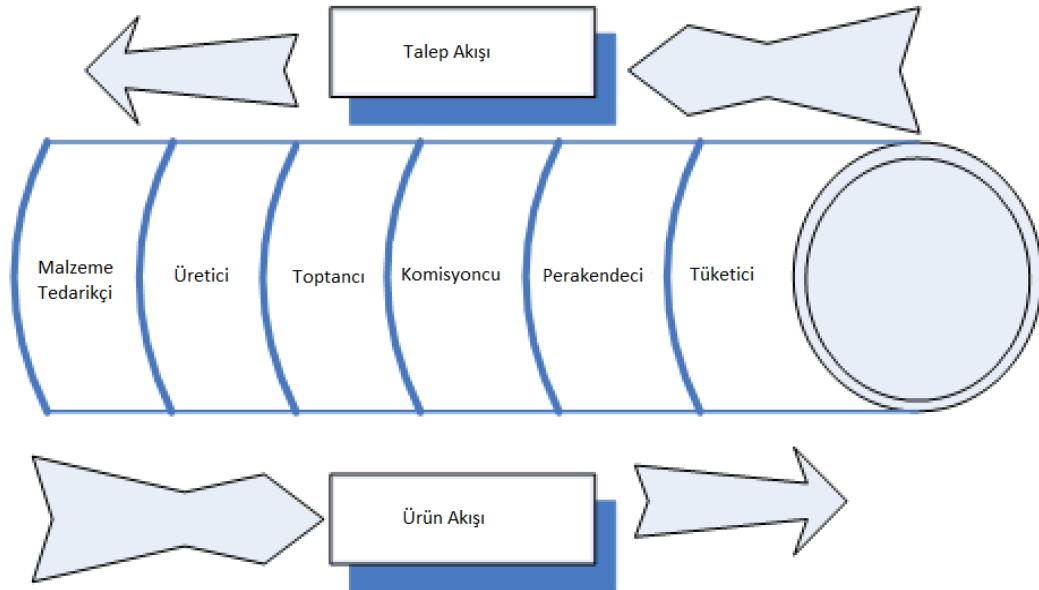 Talep Akışı
Malzeme
Tedarikçi
Üretici
Toptancı
Komisyoncu
Perakendeci
Tüketici
Ürün Akışı